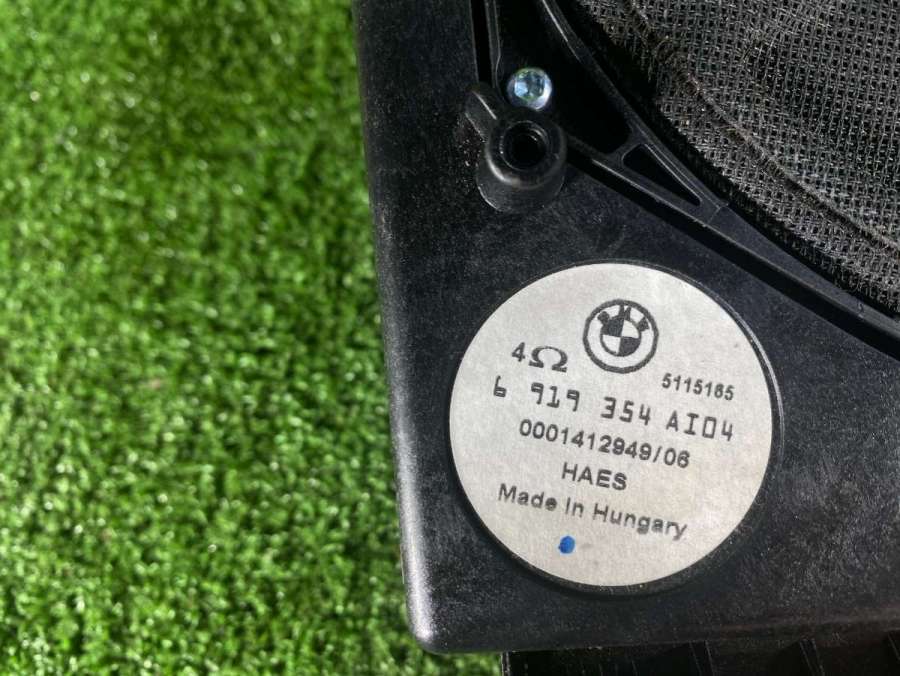 4Ω
5115165
6 919 354 AI04
0001412949/06
HAES
Made in Hungary